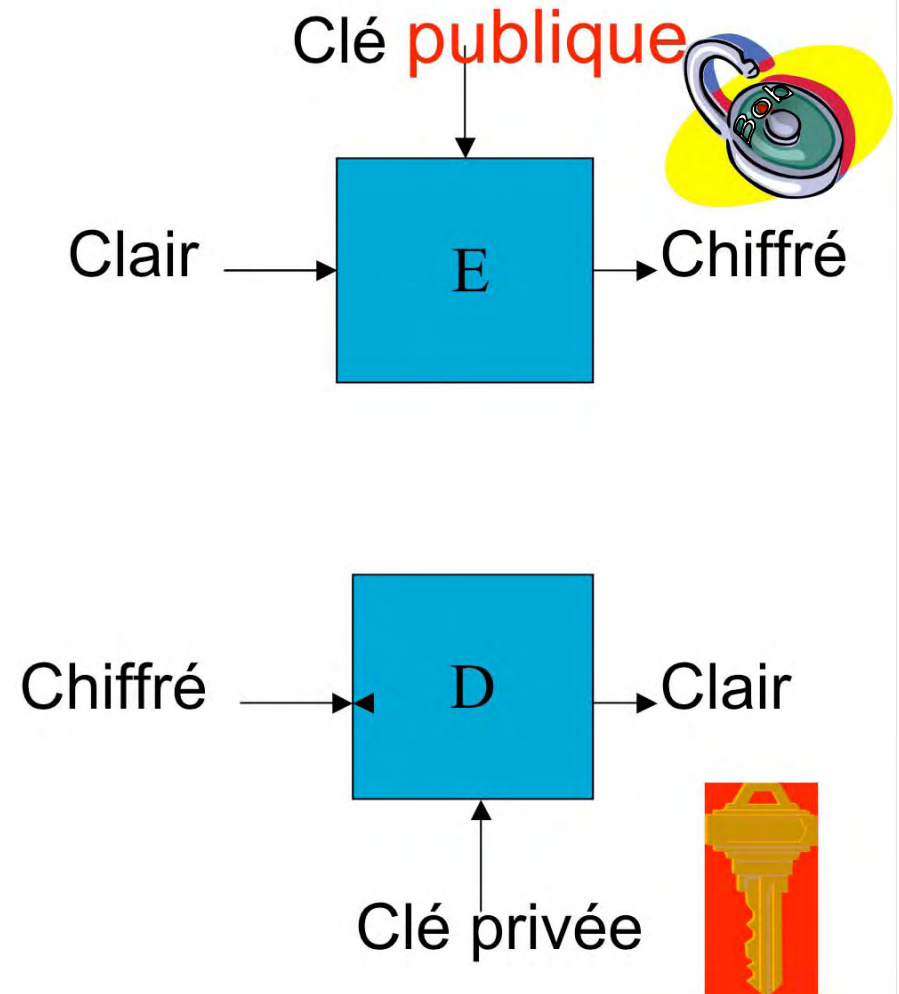 Clé publique
Bob
Clair
E
Chiffré
Chiffré
D
Clair
Clé privée